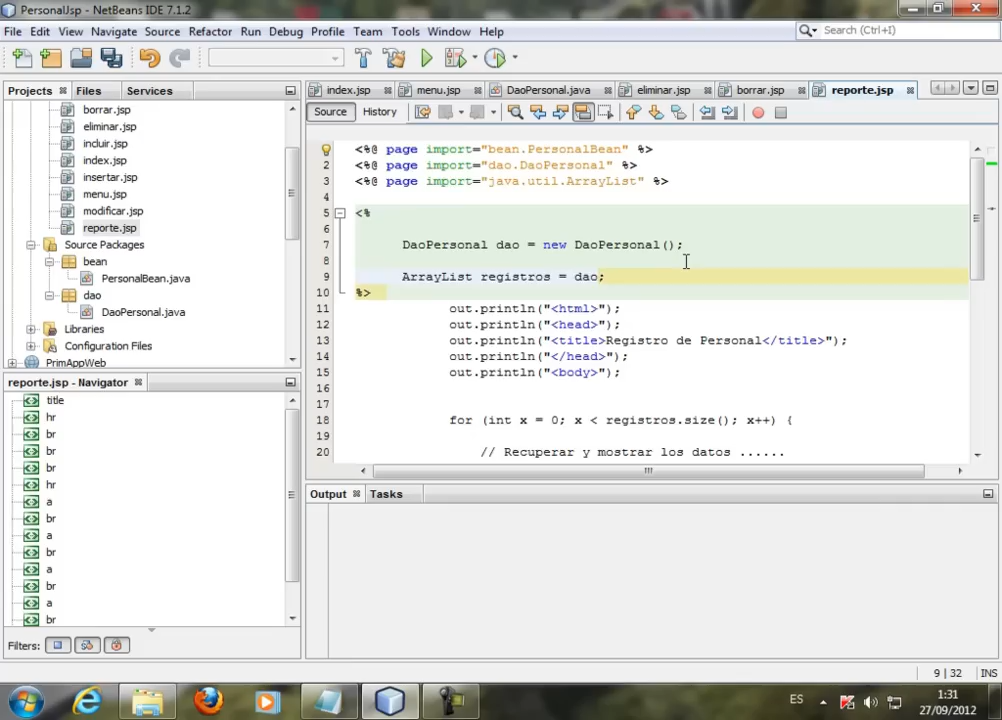 PersonalJsp - NetBeans IDE 7.1.2
File Edit View Navigate Source Refactor Run Debug Profile Team Tools Window Help
Search (Ctrl+I)
Projects Files Services
index.jsp menu.jsp DaoPersonal.java eliminar.jsp borrar.jsp reporte.jsp
Source History
borrar.jsp
eliminar.jsp
incluir.jsp
index.jsp
insertar.jsp
menu.jsp
modificar.jsp
reporte.jsp
Source Packages
bean
PersonalBean.java
dao
DaoPersonal.java
Libraries
Configuration Files
PrimAppWeb
reporte.jsp - Navigator
title
hr
br
br
br
hr
a
br
a
br
a
br
a
br
Filters:
1 <%@ page import="bean.PersonalBean" %>
2 <%@ page import="dao.DaoPersonal" %>
3 <%@ page import="java.util.ArrayList" %>
4
5 <%
6
7 DaoPersonal dao = new DaoPersonal();
8
9 ArrayList registros = dao;
10 %>
11 out.println("<html>");
12 out.println("<head>");
13 out.println("<title>Registro de Personal</title>");
14 out.println("</head>");
15 out.println("<body>");
16
17
18 for (int x = 0; x < registros.size(); x++) {
19
20 // Recuperar y mostrar los datos ......
Output Tasks
9 | 32 INS
ES
1:31
27/09/2012